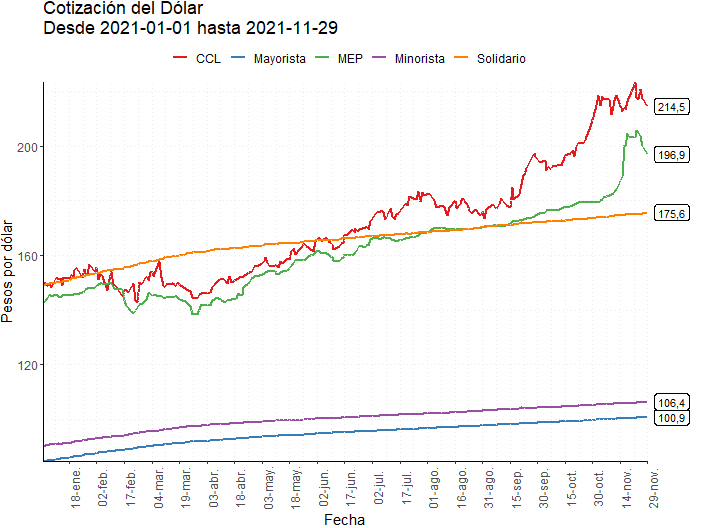 Cotización del Dólar
Desde 2021-01-01 hasta 2021-11-29
CCL Mayorista MEP Minorista Solidario
Pesos por dólar
200
160
120
214,5
196,9
175,6
106,4
100,9
18-ene. 02-feb. 17-feb. 04-mar. 19-mar. 03-abr. 18-abr. 03-may. 18-may. 02-jun. 17-jun. 02-jul. 17-jul. 01-ago. 16-ago. 31-ago. 15-sep. 30-sep. 15-oct. 30-oct. 14-nov. 29-nov.
Fecha